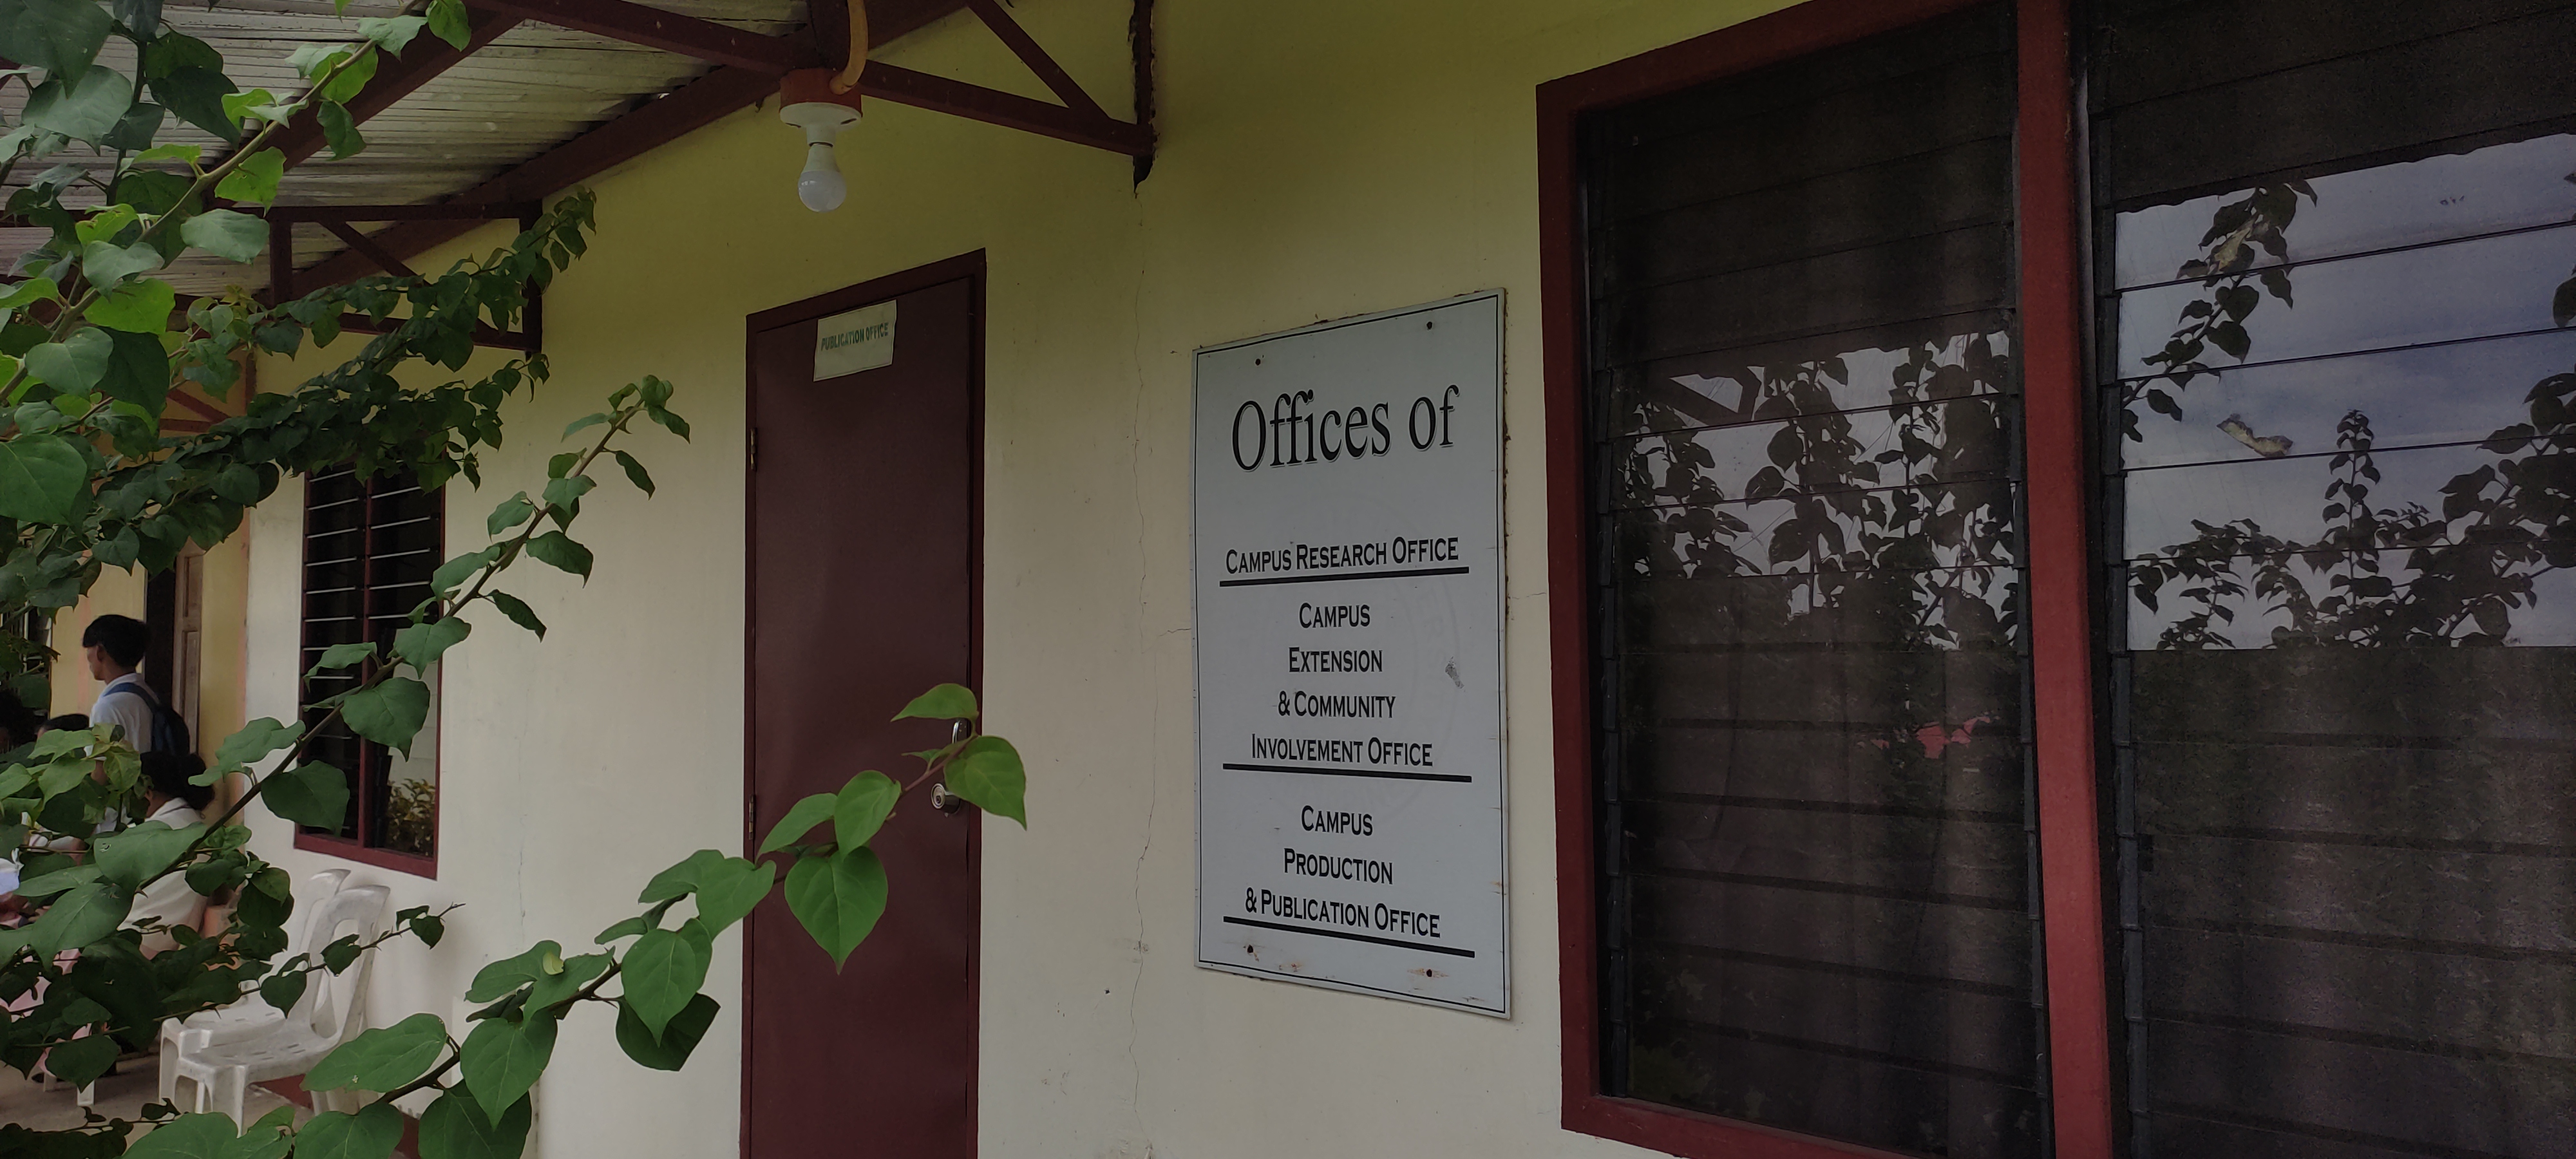 PUBLICATION OFFICE
Offices of
CAMPUS RESEARCH OFFICE
CAMPUS
EXTENSION
& COMMUNITY
INVOLVEMENT OFFICE
CAMPUS
PRODUCTION
& PUBLICATION OFFICE